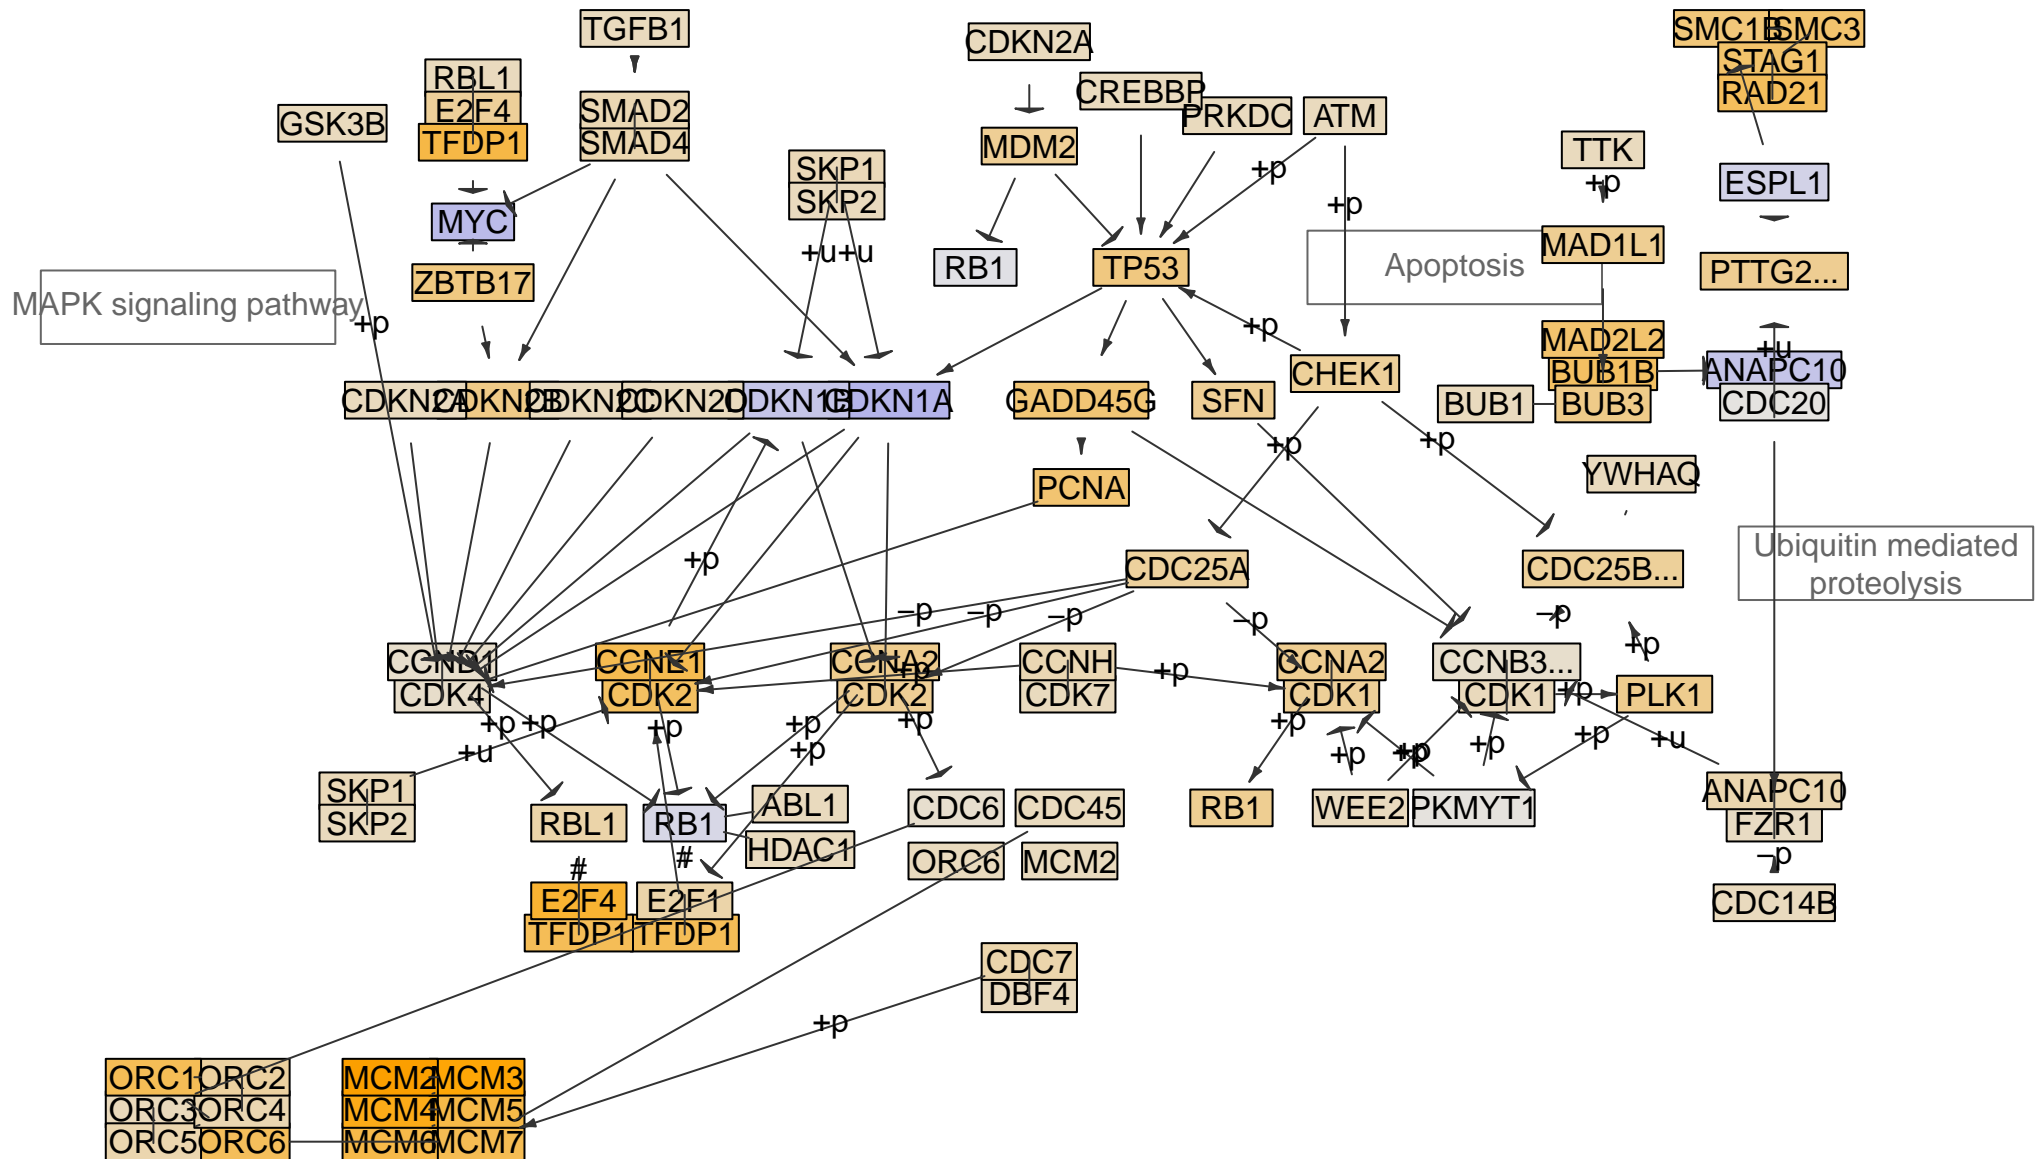 TGFB1
CDKN2A
SMC1B
SMC3
STAG1
RAD21
RBL1
E2F4
TFDP1
GSK3B
SMAD2
SMAD4
CREBBP
PRKDC
ATM
MDM2
TTK
+p
SKP1
SKP2
+p
+p
ESPL1
MYC
+u
+u
RB1
TP53
Apoptosis
MAD1L1
PTTG2...
ZBTB17
MAPK signaling pathway
+p
+p
MAD2L2
BUB1B
BUB3
BUB1
+u
ANAPC10
CDC20
CHEK1
CDKN2A
CDKN2B
CDKN2C
CDKN2D
CDKN1B
CDKN1A
GADD45G
SFN
+p
+p
YWHAQ
PCNA
Ubiquitin mediated
proteolysis
+p
CDC25A
CDC25B...
−p
−p
−p
−p
−p
+p
CCND1
CDK4
CCNE1
CDK2
CCNA2
CDK2
+p
CCNH
CDK7
+p
CCNA2
CDK1
CCNB3...
CDK1
+p
PLK1
+p
+p
+p
+u
+p
+p
+p
+p
+p
+p
+p
+p
+p
+u
SKP1
SKP2
RBL1
RB1
ABL1
HDAC1
CDC6
CDC45
ORC6
MCM2
RB1
WEE2
PKMYT1
ANAPC10
FZR1
−p
CDC14B
#
#
E2F4
TFDP1
E2F1
TFDP1
CDC7
DBF4
+p
ORC1
ORC2
ORC3
ORC4
ORC5
ORC6
MCM2
MCM3
MCM4
MCM5
MCM6
MCM7